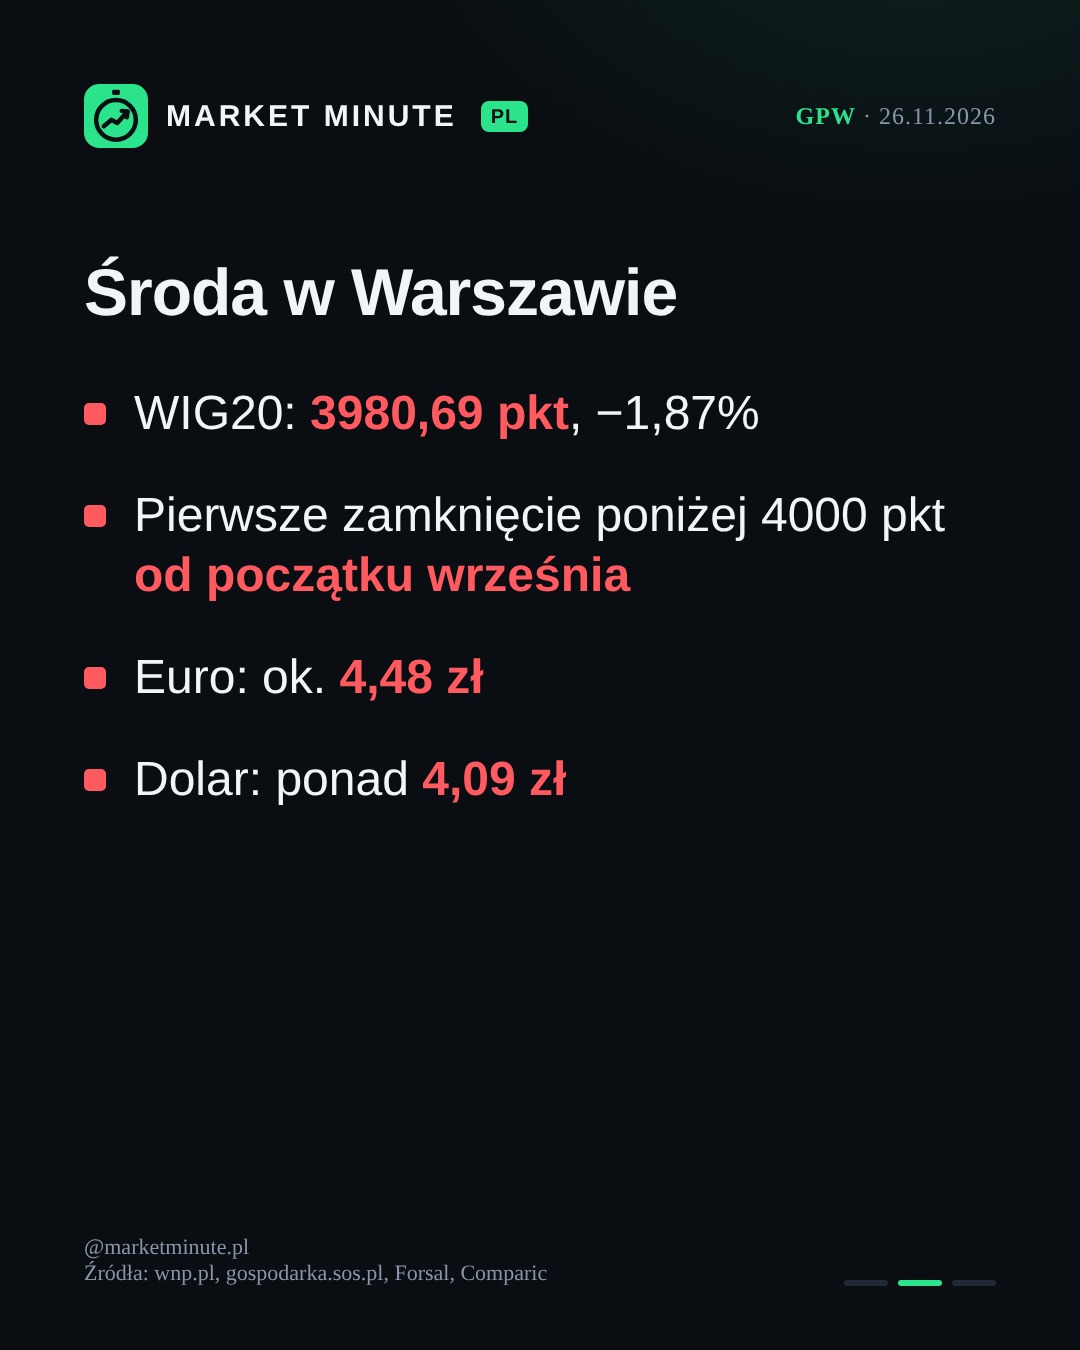 MARKET MINUTE PL
GPW · 26.11.2026
Środa w Warszawie
WIG20: 3980,69 pkt, −1,87%
Pierwsze zamknięcie poniżej 4000 pkt
od początku września
Euro: ok. 4,48 zł
Dolar: ponad 4,09 zł
@marketminute.pl
Źródła: wnp.pl, gospodarka.sos.pl, Forsal, Comparic